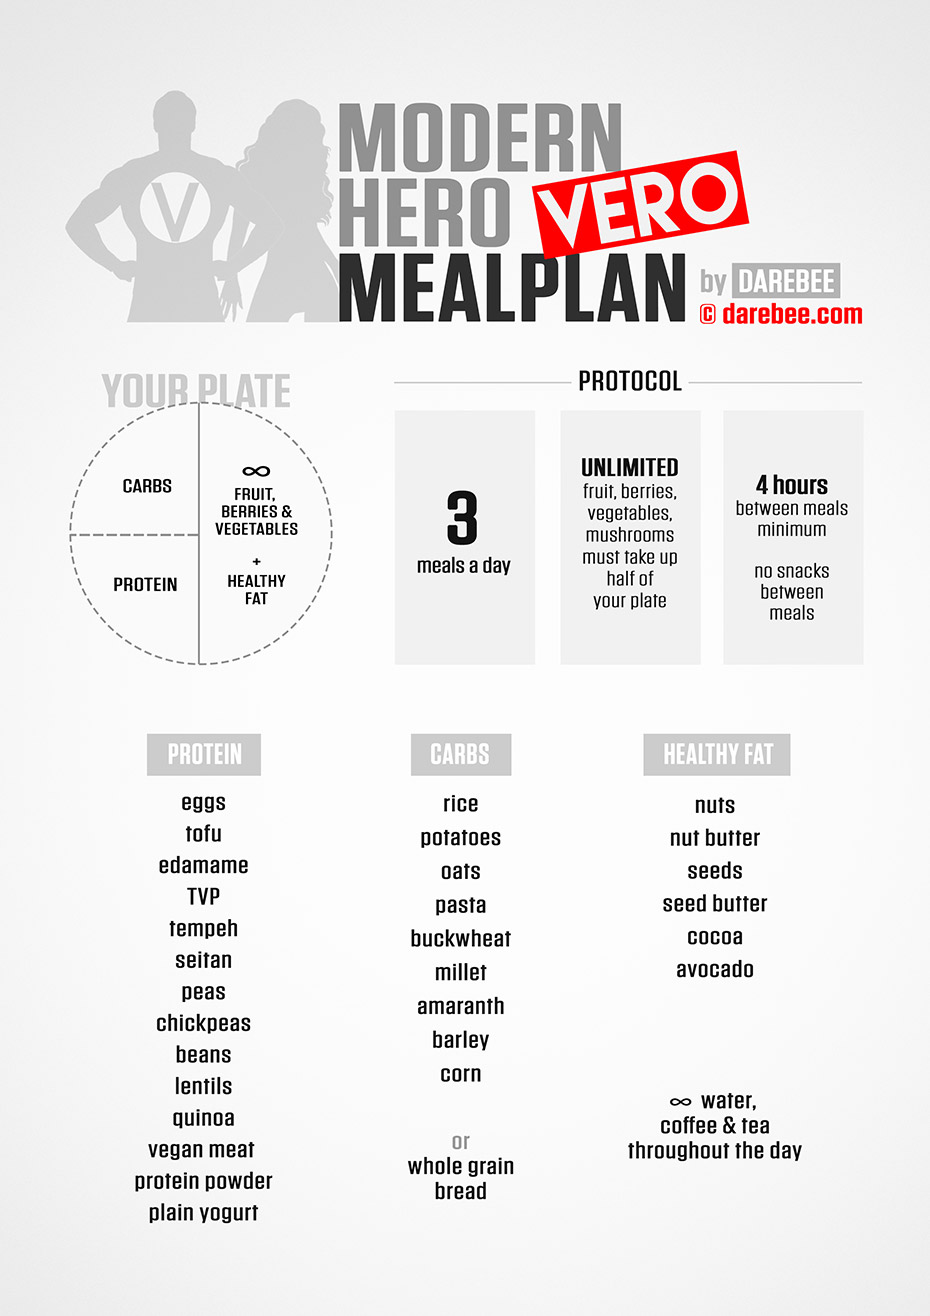 V
MODERN
HERO VERO
MEALPLAN by DAREBEE
© darebee.com
YOUR PLATE
CARBS
PROTEIN
∞
FRUIT,
BERRIES &
VEGETABLES
+
HEALTHY
FAT
PROTOCOL
3
meals a day
UNLIMITED
fruit, berries,
vegetables,
mushrooms
must take up
half of
your plate
4 hours
between meals
minimum
no snacks
between
meals
PROTEIN
eggs
tofu
edamame
TVP
tempeh
seitan
peas
chickpeas
beans
lentils
quinoa
vegan meat
protein powder
plain yogurt
CARBS
rice
potatoes
oats
pasta
buckwheat
millet
amaranth
barley
corn
or
whole grain
bread
HEALTHY FAT
nuts
nut butter
seeds
seed butter
cocoa
avocado
∞ water,
coffee & tea
throughout the day